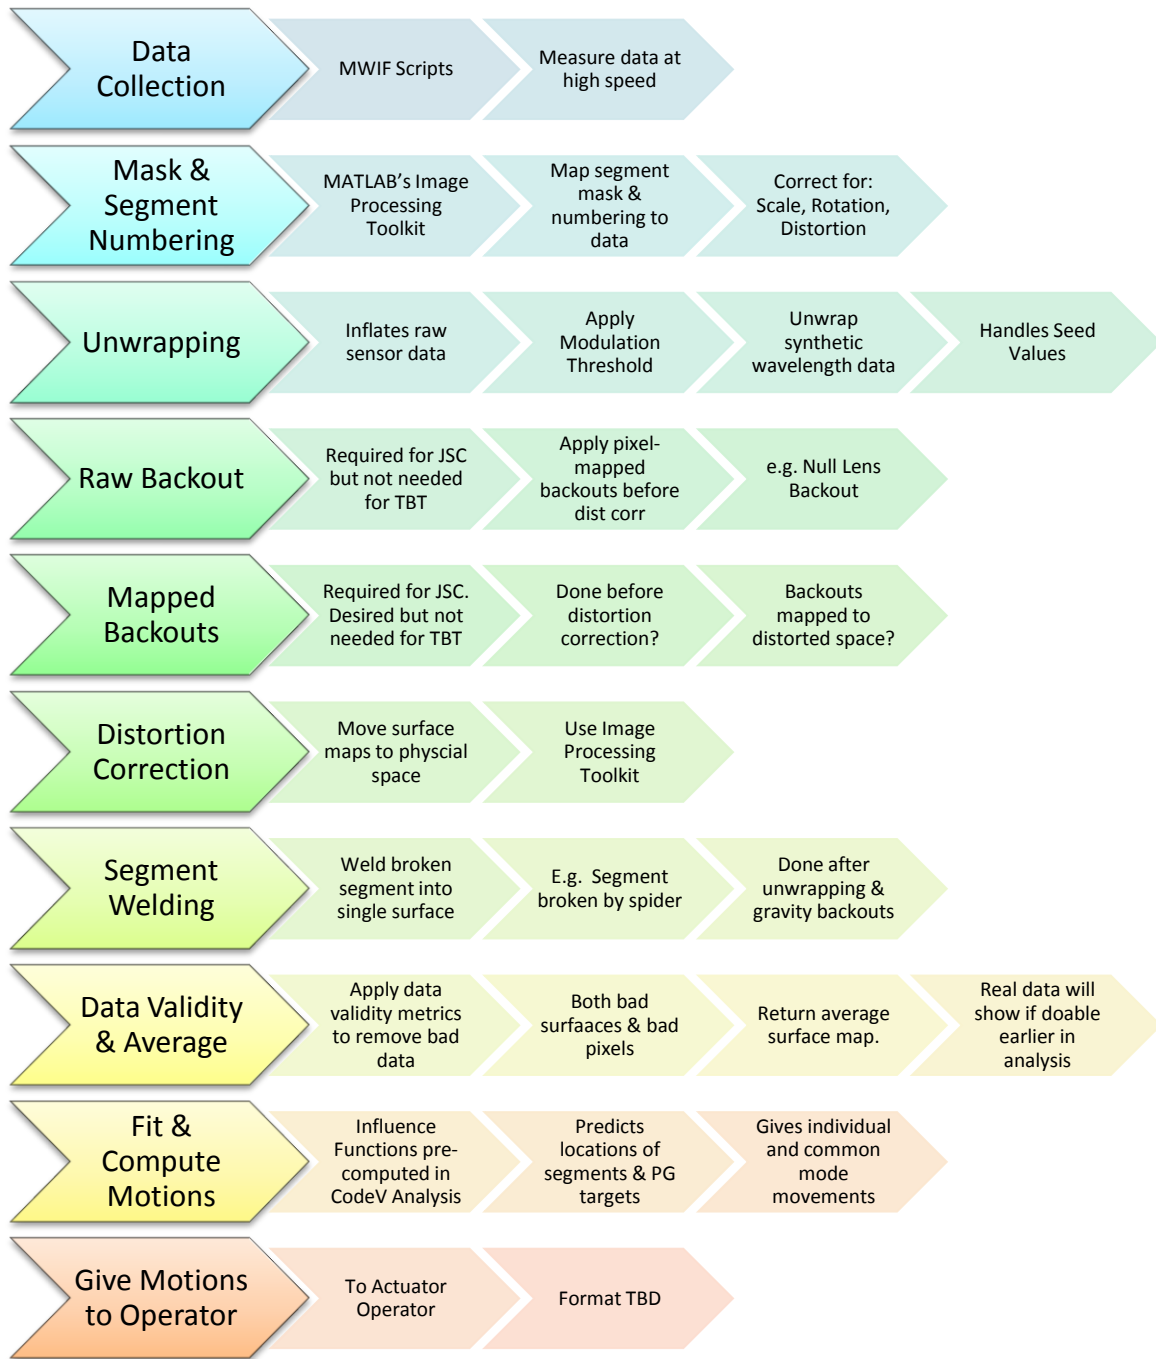 Data
Collection
MWIF Scripts
Measure data at
high speed
Mask &
Segment
Numbering
MATLAB's Image
Processing
Toolkit
Map segment
mask &
numbering to
data
Correct for:
Scale, Rotation,
Distortion
Unwrapping
Inflates raw
sensor data
Apply
Modulation
Threshold
Unwrap
synthetic
wavelength data
Handles Seed
Values
Raw Backout
Required for JSC
but not needed
for TBT
Apply pixel-
mapped
backouts before
dist corr
e.g. Null Lens
Backout
Mapped
Backouts
Required for JSC.
Desired but not
needed for TBT
Done before
distortion
correction?
Backouts
mapped to
distorted space?
Distortion
Correction
Move surface
maps to physcial
space
Use Image
Processing
Toolkit
Segment
Welding
Weld broken
segment into
single surface
E.g. Segment
broken by spider
Done after
unwrapping &
gravity backouts
Data Validity
& Average
Apply data
validity metrics
to remove bad
data
Both bad
surfaaces & bad
pixels
Return average
surface map.
Real data will
show if doable
earlier in
analysis
Fit &
Compute
Motions
Influence
Functions pre-
computed in
CodeV Analysis
Predicts
locations of
segments & PG
targets
Gives individual
and common
mode
movements
Give Motions
to Operator
To Actuator
Operator
Format TBD